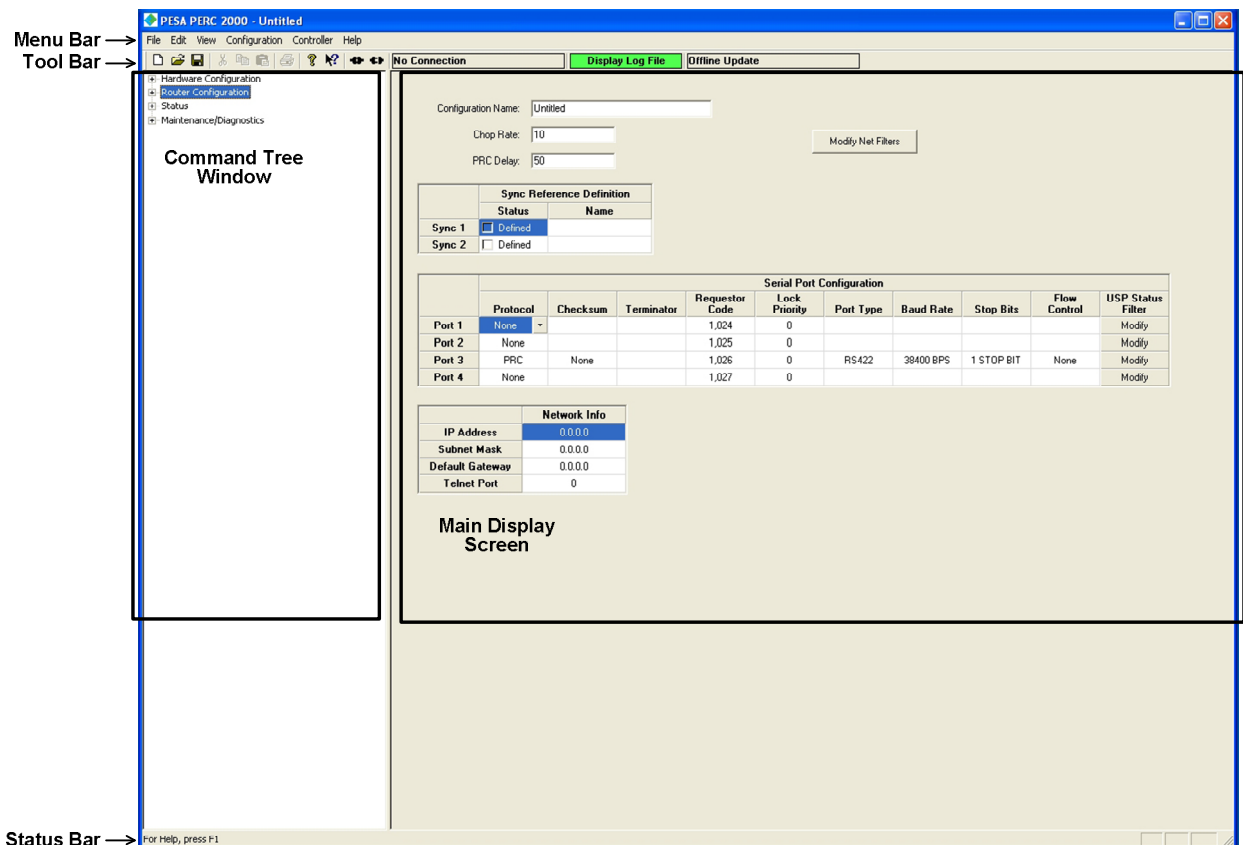 PESA PERC 2000 - Untitled
Menu Bar
File Edit View Configuration Controller Help
Tool Bar
No Connection Display Log File Offline Update
Hardware Configuration
Router Configuration
Status
Maintenance/Diagnostics
Command Tree
Window
Configuration Name: Untitled
Chop Rate: 10
Modify Net Filters
PRC Delay: 50
Sync Reference Definition
Status Name
Sync 1 Defined
Sync 2 Defined
Serial Port Configuration
Protocol Checksum Terminator Requestor Code Lock Priority Port Type Baud Rate Stop Bits Flow Control USP Status Filter
Port 1 None 1,024 0 Modify
Port 2 None 1,025 0 Modify
Port 3 PRC None 1,026 0 RS422 38400 BPS 1 STOP BIT None Modify
Port 4 None 1,027 0 Modify
Network Info
IP Address 0.0.0.0
Subnet Mask 0.0.0.0
Default Gateway 0.0.0.0
Telnet Port 0
Main Display
Screen
Status Bar
For Help, press F1